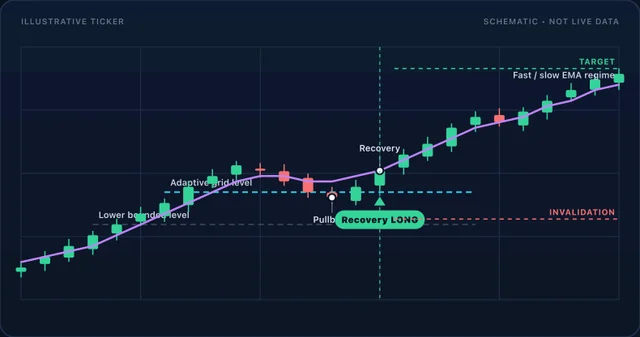 ILLUSTRATIVE TICKER
SCHEMATIC • NOT LIVE DATA
TARGET
Fast / slow EMA regime
Recovery
Adaptive grid level
Lower bounded level
INVALIDATION
Recovery LONG